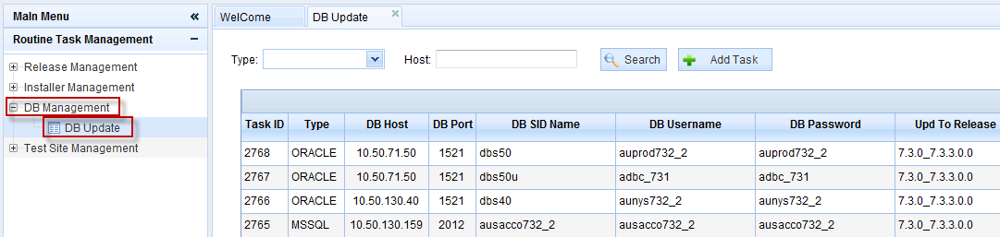 Main Menu
Routine Task Management
Release Management
Installer Management
DB Management
DB Update
Test Site Management
WelCome DB Update
Type: Host: Search Add Task
Task ID Type DB Host DB Port DB SID Name DB Username DB Password Upd To Release
2768 ORACLE 10.50.71.50 1521 dbs50 auprod732_2 auprod732_2 7.3.0_7.3.3.0.0
2767 ORACLE 10.50.71.50 1521 dbs50u adbc_731 adbc_731 7.3.0_7.3.3.0.0
2766 ORACLE 10.50.130.40 1521 dbs40 aunys732_2 aunys732_2 7.3.0_7.3.3.0.0
2765 MSSQL 10.50.130.159 2012 ausacco732_2 ausacco732_2 ausacco732_2 7.3.0_7.3.3.0.0